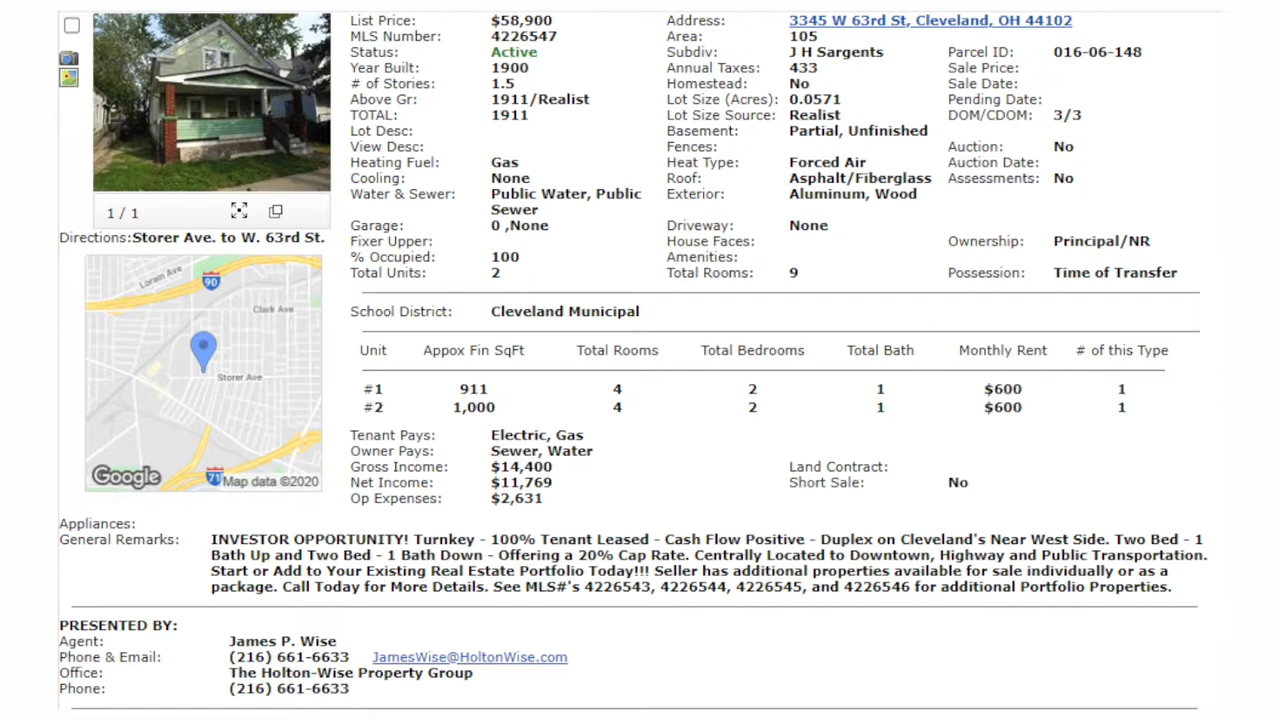 List Price: $58,900 Address: 3345 W 63rd St, Cleveland, OH 44102
MLS Number: 4226547 Area: 105
Status: Active Subdiv: J H Sargents Parcel ID: 016-06-148
Year Built: 1900 Annual Taxes: 433 Sale Price:
# of Stories: 1.5 Homestead: No Sale Date:
Above Gr: 1911/Realist Lot Size (Acres): 0.0571 Pending Date:
TOTAL: 1911 Lot Size Source: Realist DOM/CDOM: 3/3
Lot Desc: Basement: Partial, Unfinished
View Desc: Fences: Auction: No
Heating Fuel: Gas Heat Type: Forced Air Auction Date:
Cooling: None Roof: Asphalt/Fiberglass Assessments: No
Water & Sewer: Public Water, Public Exterior: Aluminum, Wood
Sewer
1 / 1
Garage: 0 ,None Driveway: None
Directions:Storer Ave. to W. 63rd St.
Fixer Upper: House Faces: Ownership: Principal/NR
% Occupied: 100 Amenities:
Total Units: 2 Total Rooms: 9 Possession: Time of Transfer
Lorain Ave
90
Clark Ave
Storer Ave
Google
71
Map data ©2020
School District: Cleveland Municipal
Unit Appox Fin SqFt Total Rooms Total Bedrooms Total Bath Monthly Rent # of this Type
#1 911 4 2 1 $600 1
#2 1,000 4 2 1 $600 1
Tenant Pays: Electric, Gas
Owner Pays: Sewer, Water
Gross Income: $14,400 Land Contract:
Net Income: $11,769 Short Sale: No
Op Expenses: $2,631
Appliances:
General Remarks: INVESTOR OPPORTUNITY! Turnkey - 100% Tenant Leased - Cash Flow Positive - Duplex on Cleveland's Near West Side. Two Bed - 1
Bath Up and Two Bed - 1 Bath Down - Offering a 20% Cap Rate. Centrally Located to Downtown, Highway and Public Transportation.
Start or Add to Your Existing Real Estate Portfolio Today!!! Seller has additional properties available for sale individually or as a
package. Call Today for More Details. See MLS#'s 4226543, 4226544, 4226545, and 4226546 for additional Portfolio Properties.
PRESENTED BY:
Agent: James P. Wise
Phone & Email: (216) 661-6633 JamesWise@HoltonWise.com
Office: The Holton-Wise Property Group
Phone: (216) 661-6633